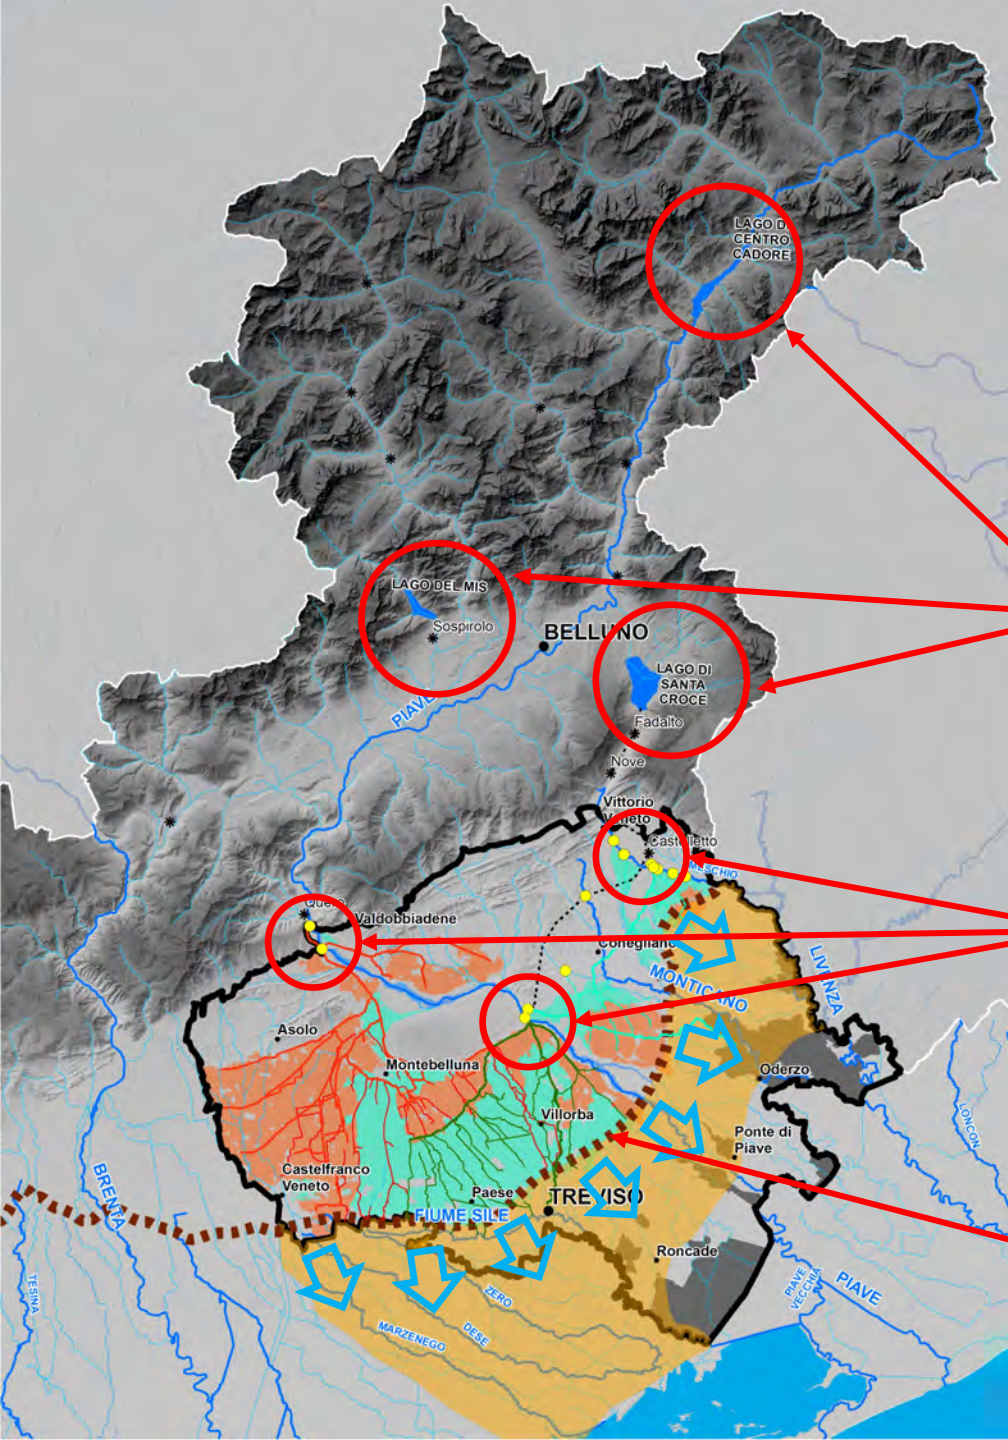 LAGO DI
CENTRO
CADORE
LAGO DEL MIS
Sospirolo
BELLUNO
LAGO DI
SANTA
CROCE
PIAVE
Fadalto
Nove
Vittorio
Veneto
Castelletto
MESCHIO
Quero
Valdobbiadene
Conegliano
LIVENZA
MONTICANO
Asolo
Montebelluna
Oderzo
Villorba
LONCON
Ponte di
Piave
Castelfranco
Veneto
BRENTA
Paese
TREVISO
FIUME SILE
Roncade
TESINA
ZERO
PIAVE
VECCHIA
PIAVE
DESE
MARZENEGO